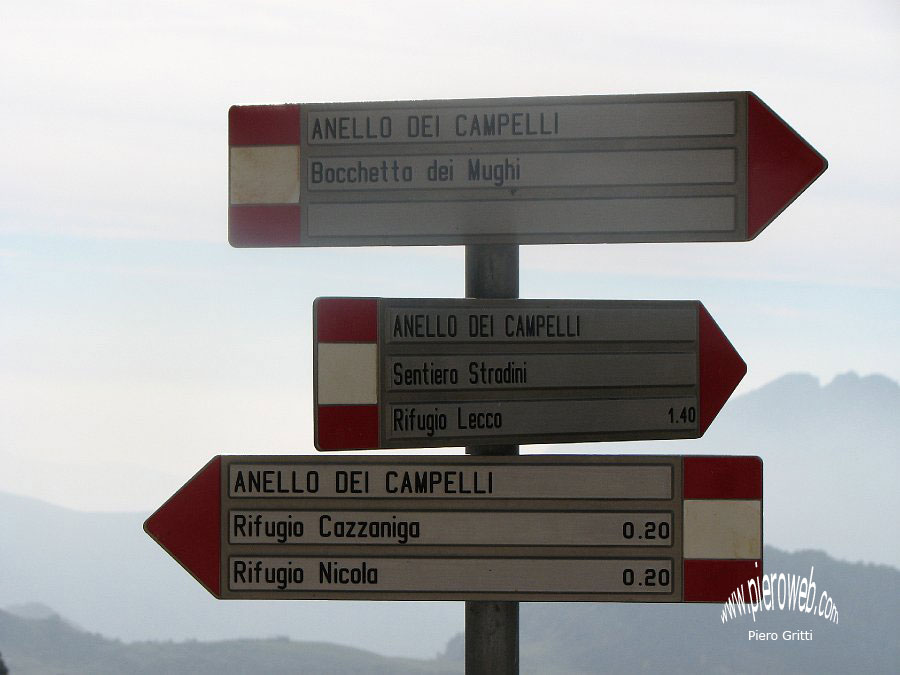 ANELLO DEI CAMPELLI
Bocchetta dei Mughi
ANELLO DEI CAMPELLI
Sentiero Stradini
Rifugio Lecco 1.40
ANELLO DEI CAMPELLI
Rifugio Cazzaniga 0.20
Rifugio Nicola 0.20
www.pieroweb.com
Piero Gritti